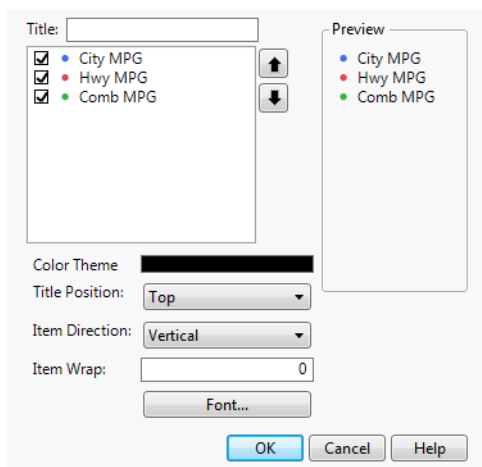 Title:
Preview
City MPG
Hwy MPG
Comb MPG
City MPG
Hwy MPG
Comb MPG
Color Theme
Title Position: Top
Item Direction: Vertical
Item Wrap: 0
Font...
OK Cancel Help